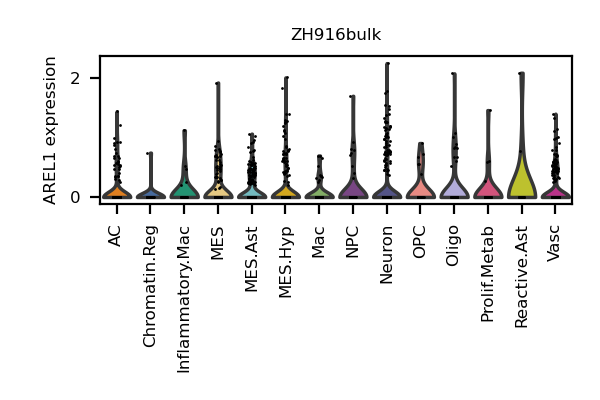 ZH916bulk
AREL1 expression
2
0
AC
Chromatin.Reg
Inflammatory.Mac
MES
MES.Ast
MES.Hyp
Mac
NPC
Neuron
OPC
Oligo
Prolif.Metab
Reactive.Ast
Vasc